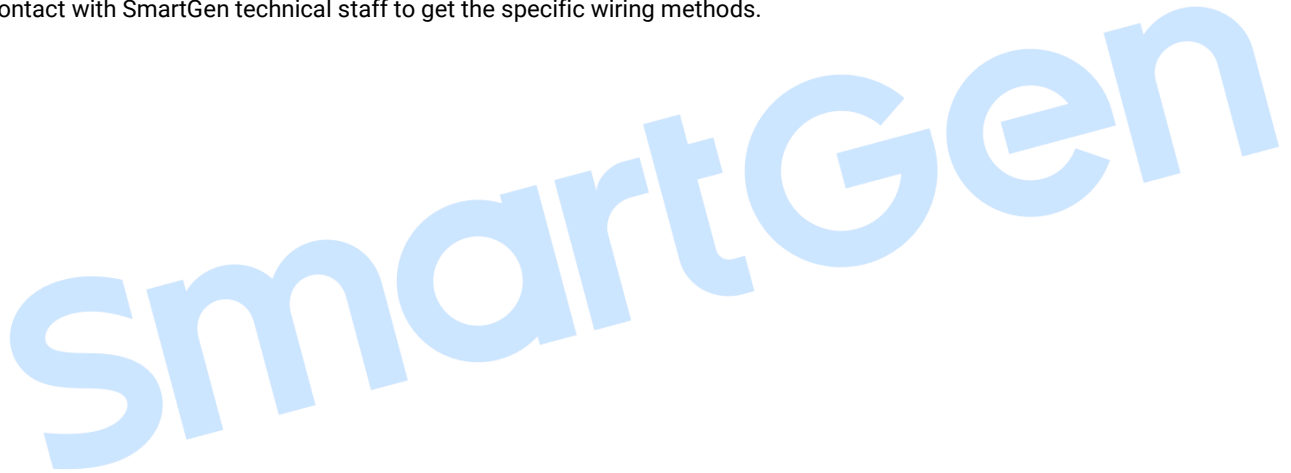 ontact with SmartGen technical staff to get the specific wiring methods.
SmartGen